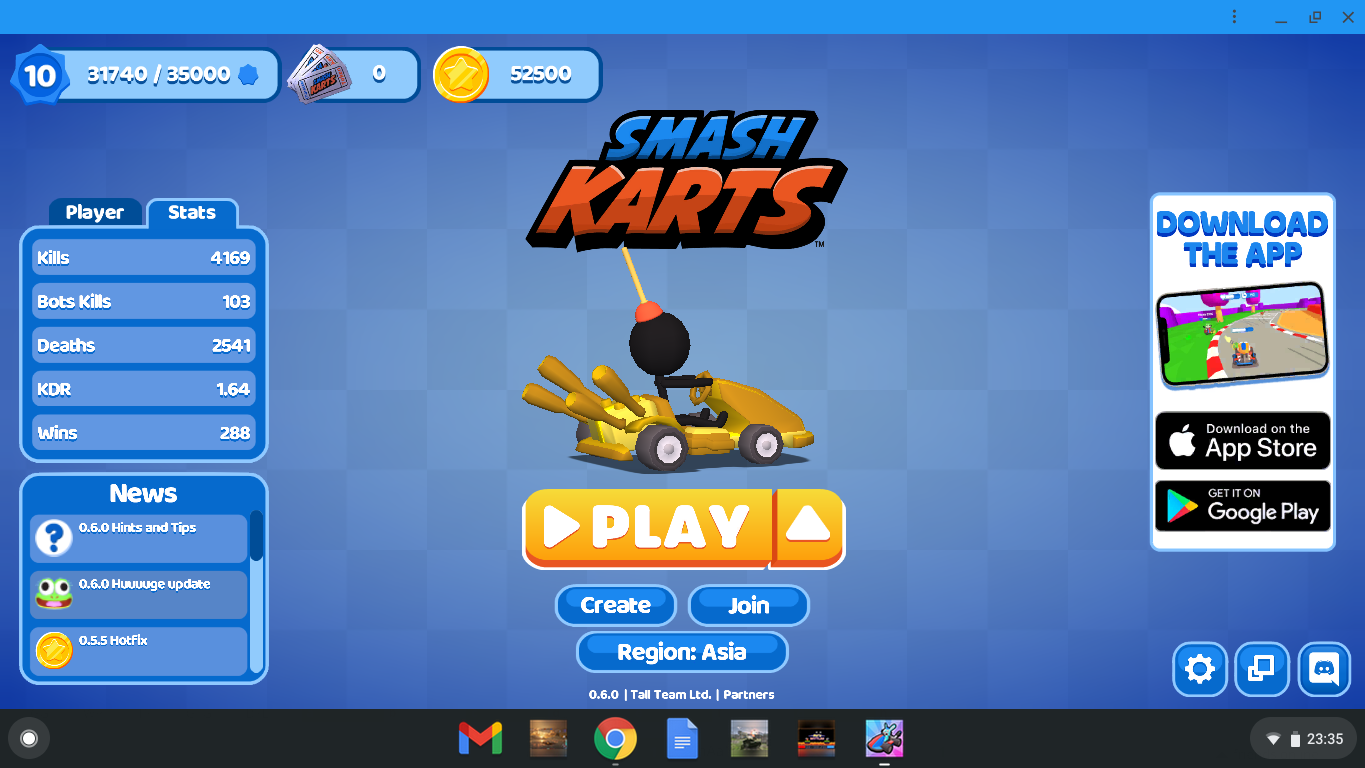 10
31740 / 35000
SMASH KARTS
0
52500
SMASH
KARTS
TM
Player
Stats
Kills 4169
Bots Kills 103
Deaths 2541
KDR 1.64
Wins 288
News
0.6.0 Hints and Tips
0.6.0 Huuuuge update
0.5.5 Hotfix
PLAY
Create
Join
Region: Asia
0.6.0 | Tall Team Ltd. | Partners
DOWNLOAD
THE APP
Download on the
App Store
GET IT ON
Google Play
23:35